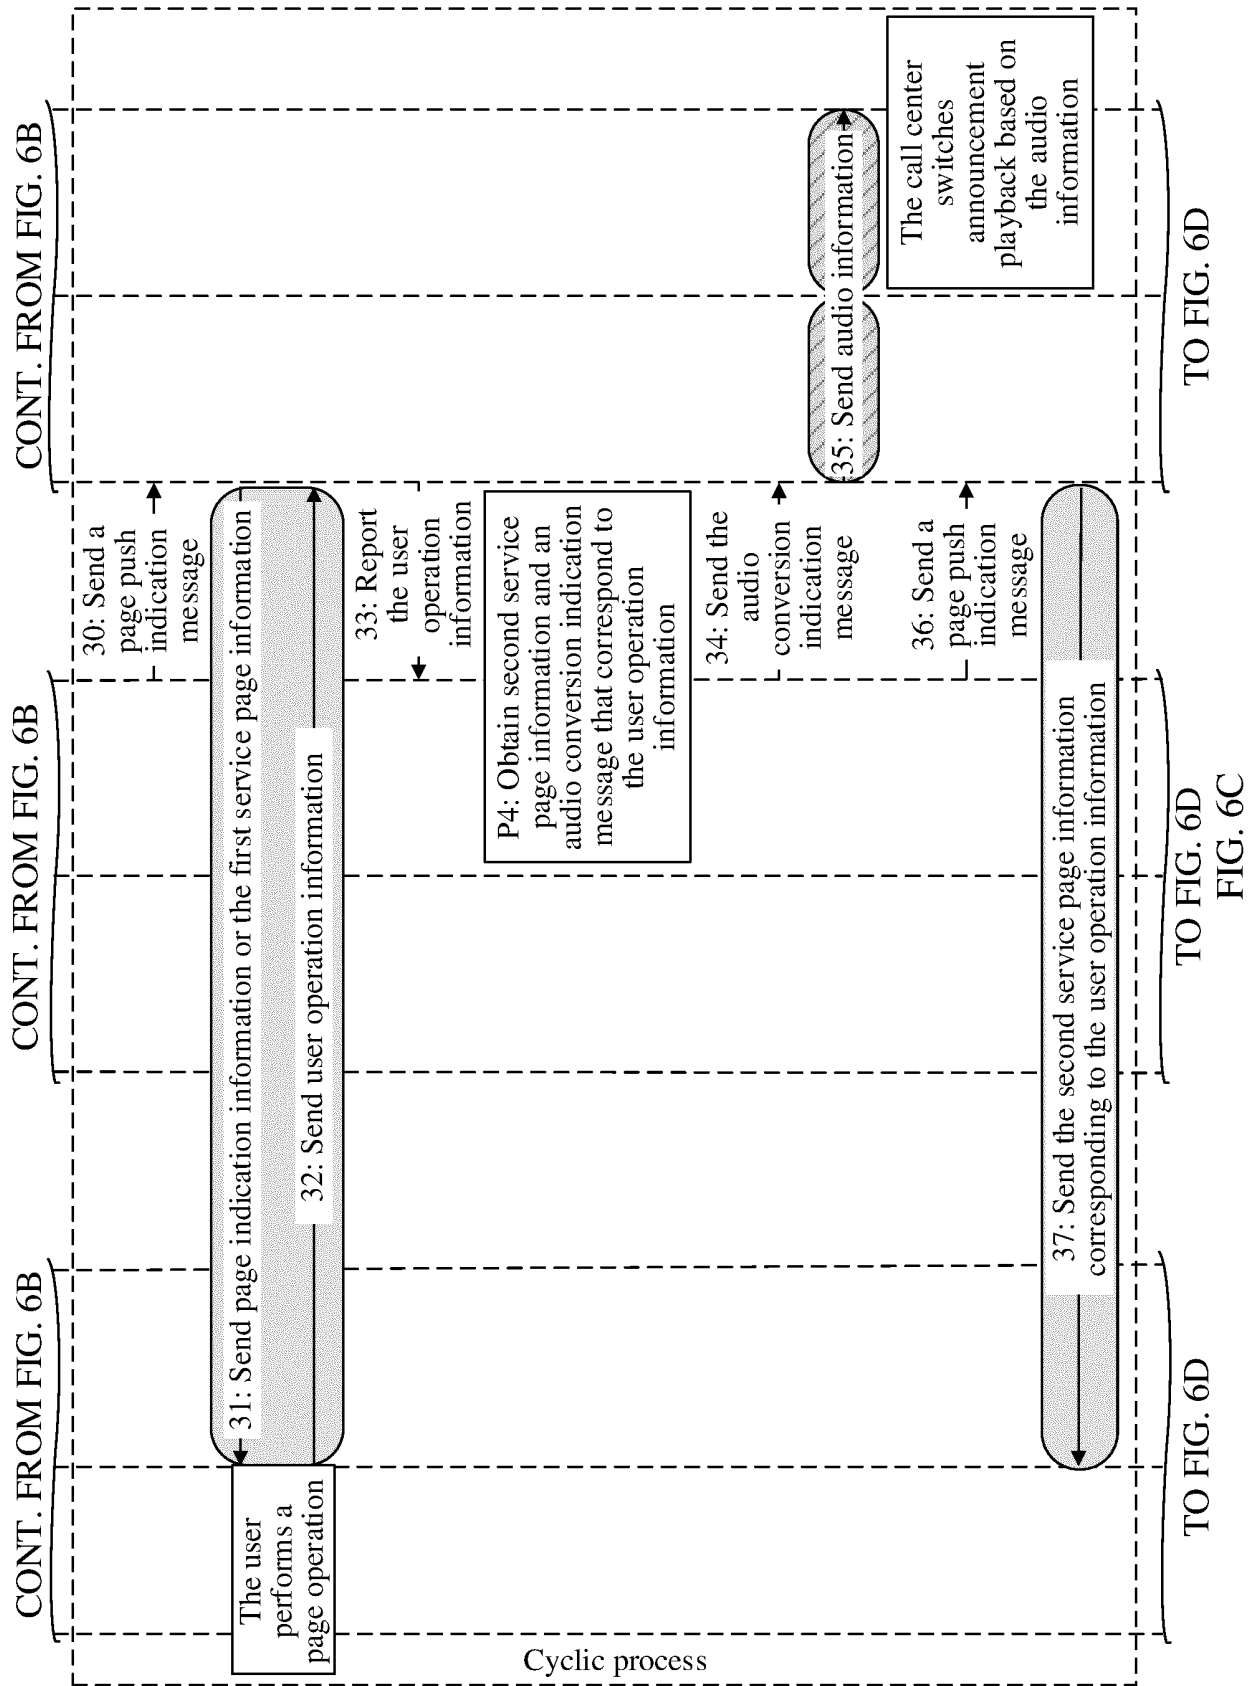 CONT. FROM FIG. 6B
CONT. FROM FIG. 6B
CONT. FROM FIG. 6B
30: Send a
page push
indication
message
31: Send page indication information or the first service page information
The user
performs a
page operation
32: Send user operation information
33: Report
the user
operation
information
P4: Obtain second service
page information and an
audio conversion indication
message that correspond to
the user operation
information
34: Send the
audio
conversion
indication
message
35: Send audio information
The call center
switches
announcement
playback based on
the audio
information
36: Send a
page push
indication
message
37: Send the second service page information
corresponding to the user operation information
Cyclic process
TO FIG. 6D
TO FIG. 6D
TO FIG. 6D
FIG. 6C